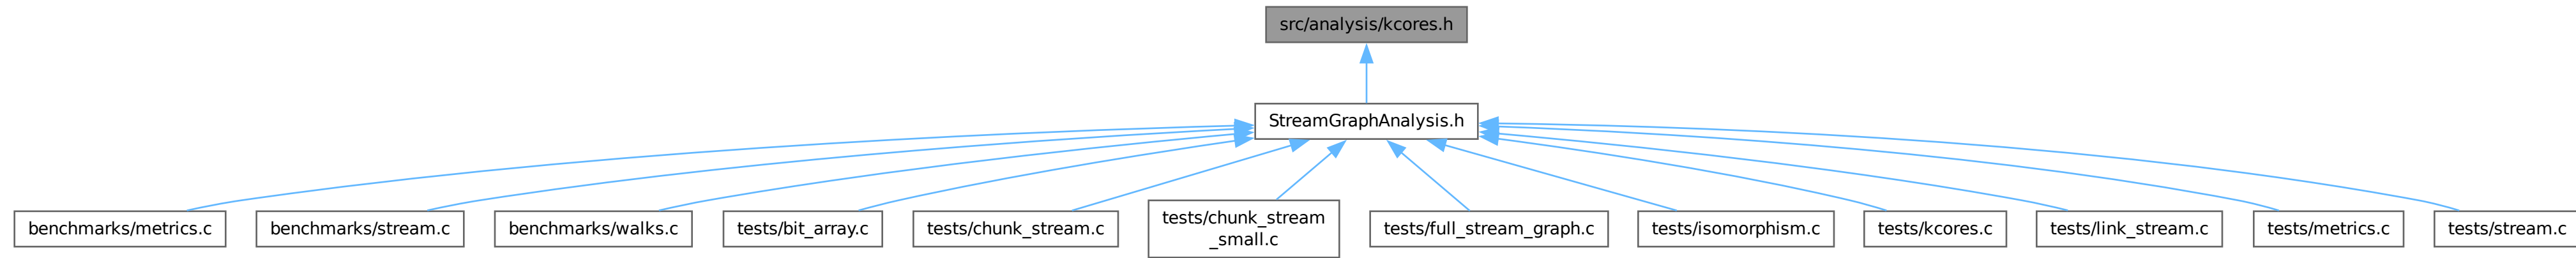 src/analysis/kcores.h
StreamGraphAnalysis.h
benchmarks/metrics.c
benchmarks/stream.c
benchmarks/walks.c
tests/bit_array.c
tests/chunk_stream.c
tests/chunk_stream
_small.c
tests/full_stream_graph.c
tests/isomorphism.c
tests/kcores.c
tests/link_stream.c
tests/metrics.c
tests/stream.c